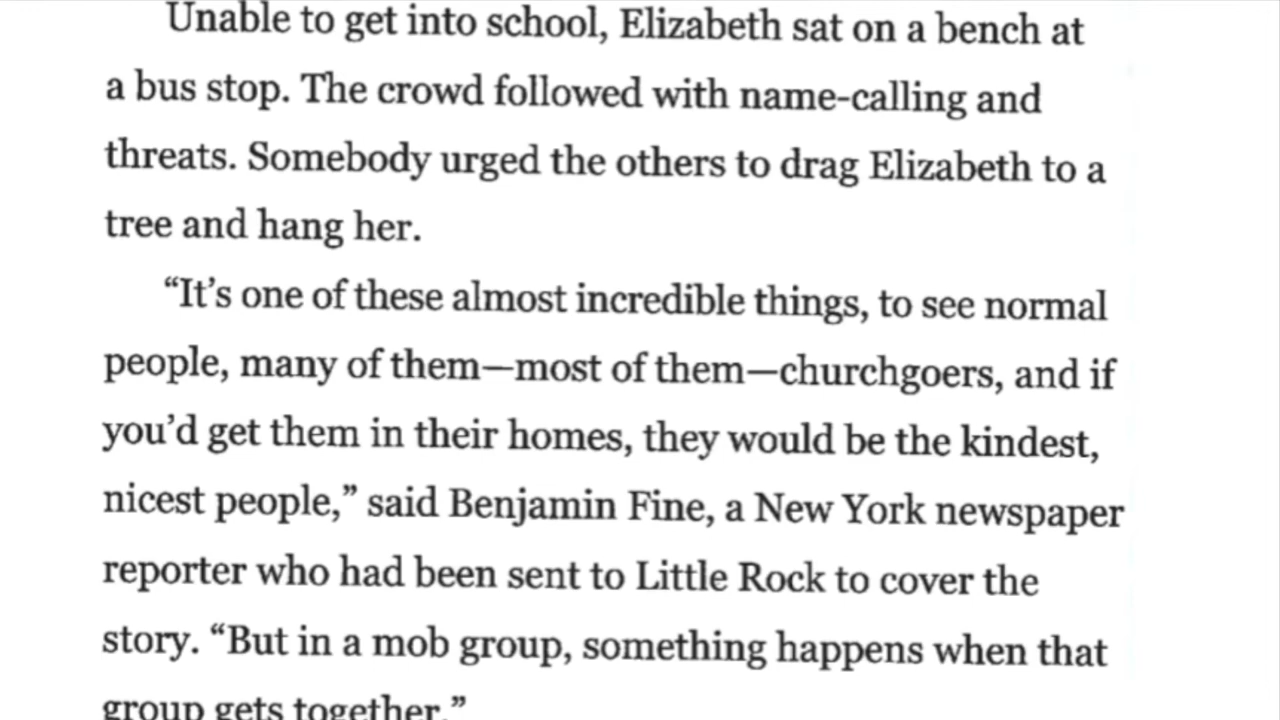 Unable to get into school, Elizabeth sat on a bench at
a bus stop. The crowd followed with name-calling and
threats. Somebody urged the others to drag Elizabeth to a
tree and hang her.
“It’s one of these almost incredible things, to see normal
people, many of them—most of them—churchgoers, and if
you’d get them in their homes, they would be the kindest,
nicest people,” said Benjamin Fine, a New York newspaper
reporter who had been sent to Little Rock to cover the
story. “But in a mob group, something happens when that
group gets together.”